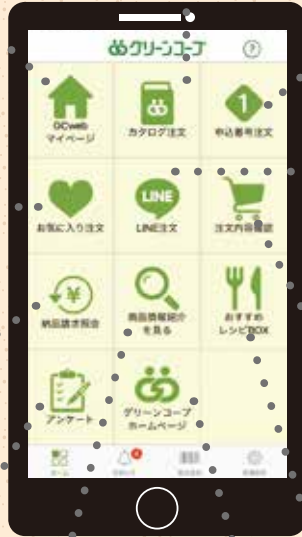 グリーンコープ
?
GCweb
マイページ
カタログ注文
1
申込番号注文
お気に入り注文
LINE
LINE注文
注文内容確認
¥
納品請求照会
商品情報紹介
を見る
おすすめ
レシピBOX
アンケート
グリーンコープ
ホームページ
ホーム